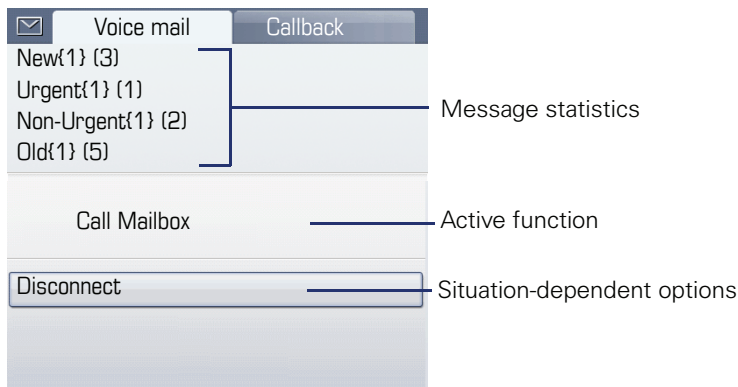 Voice mail
Callback
New{1} (3)
Urgent{1} (1)
Non-Urgent{1} (2)
Old{1} (5)
Message statistics
Call Mailbox
Active function
Disconnect
Situation-dependent options